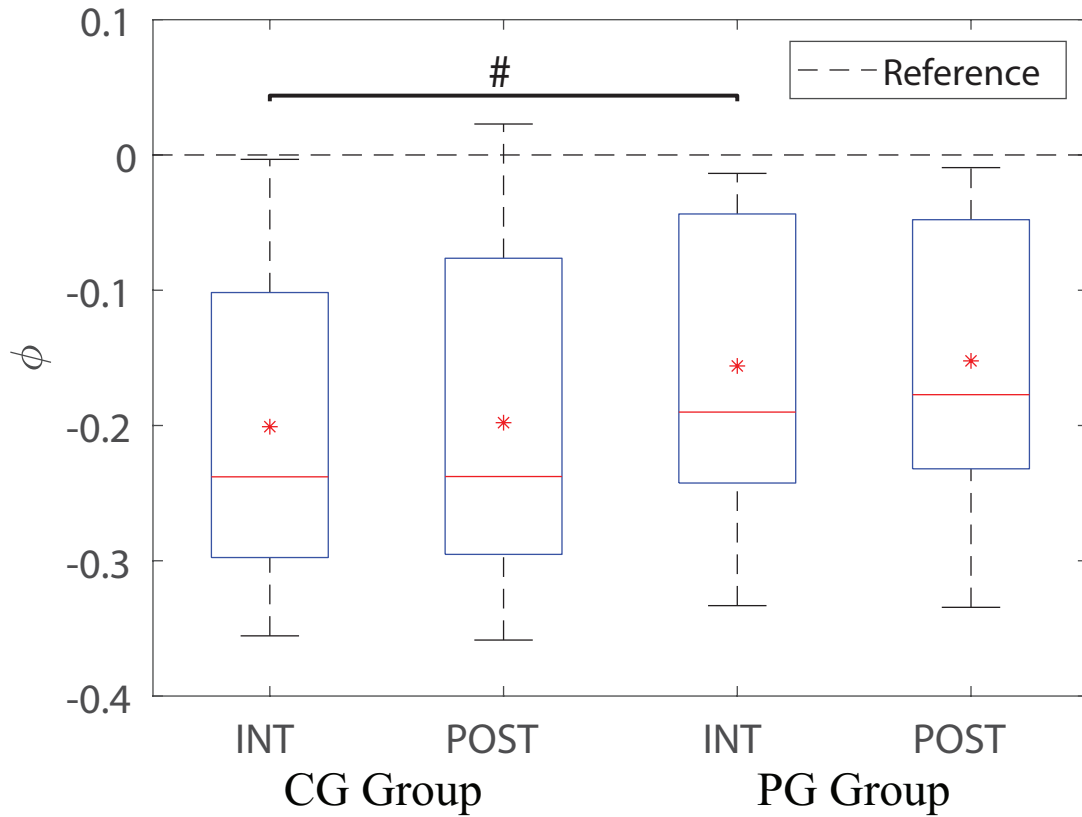 0.1
#
Reference
0
-0.1
ϕ
-0.2
-0.3
-0.4
INT POST INT POST
CG Group PG Group